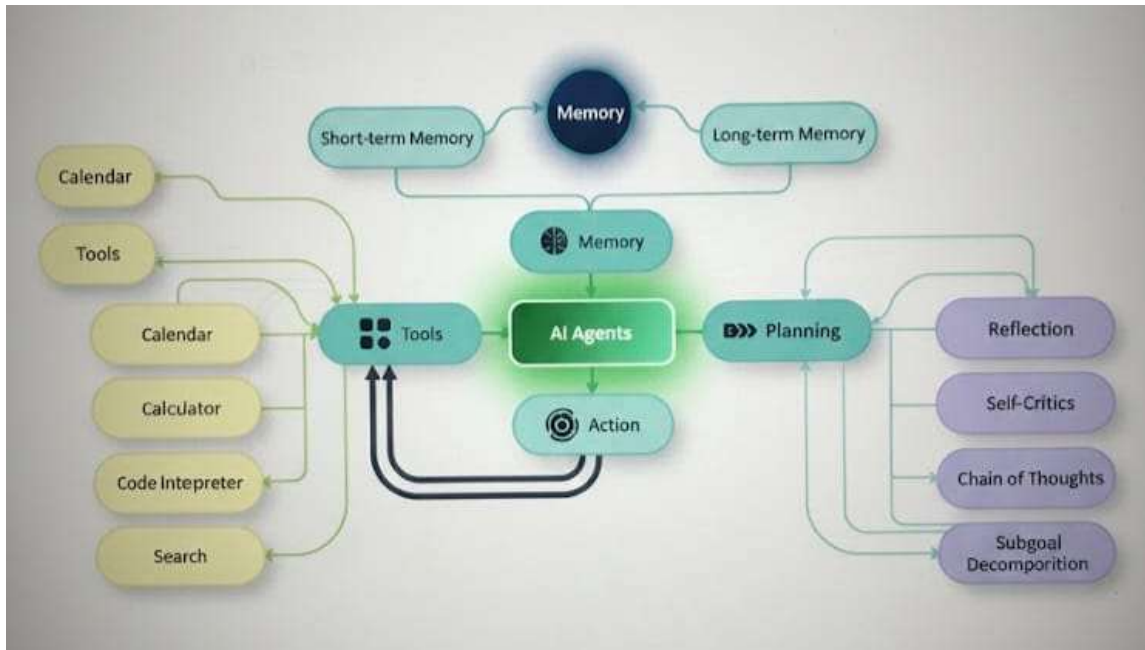 Memory
Short-term Memory
Long-term Memory
Calendar
Memory
Tools
Calendar
Tools
AI Agents
Planning
Reflection
Calculator
Action
Self-Critics
Code Intepreter
Chain of Thoughts
Search
Subgoal
Decomporition